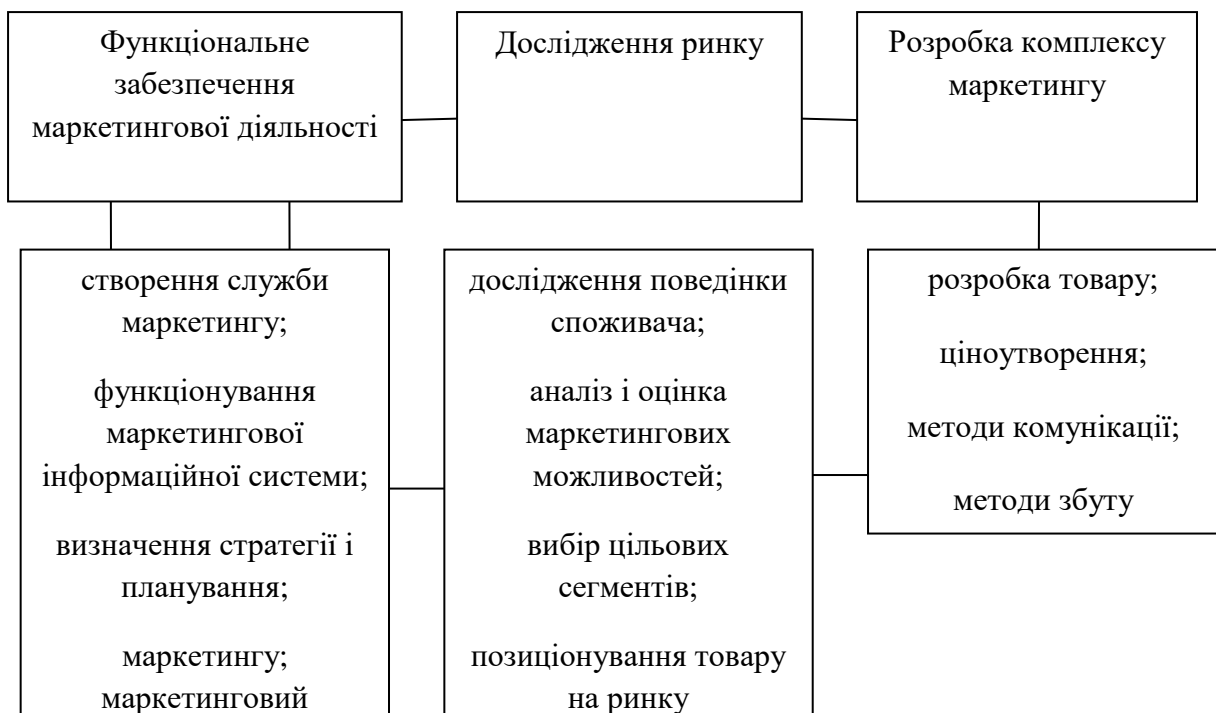 Функціональне
забезпечення
маркетингової діяльності
Дослідження ринку
Розробка комплексу
маркетингу
створення служби
маркетингу;
функціонування
маркетингової
інформаційної системи;
визначення стратегії і
планування;
маркетингу;
маркетинговий
дослідження поведінки
споживача;
аналіз і оцінка
маркетингових
можливостей;
вибір цільових
сегментів;
позиціонування товару
на ринку
розробка товару;
ціноутворення;
методи комунікації;
методи збуту